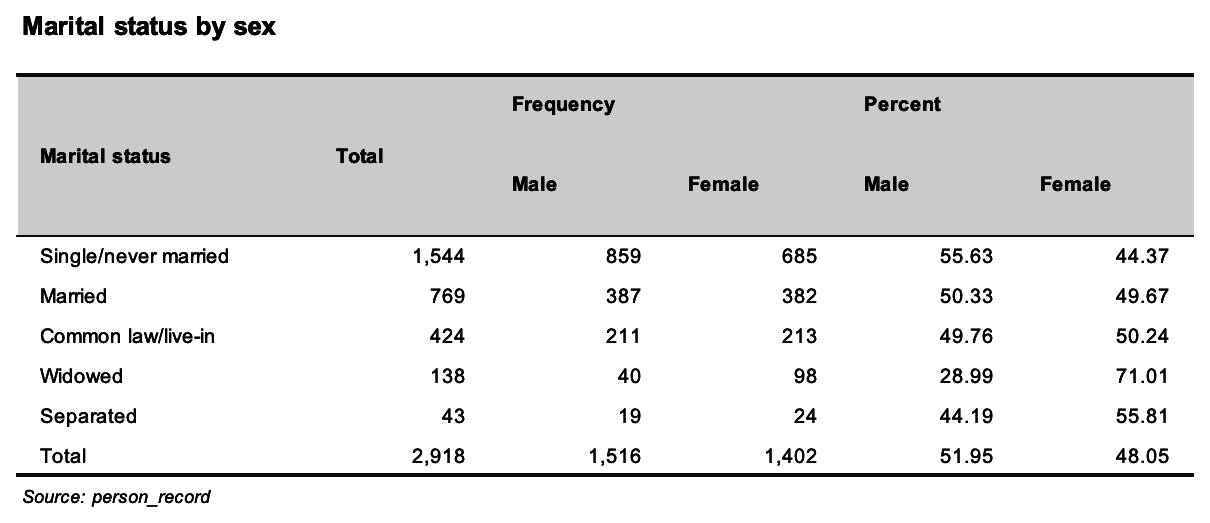 Marital status by sex
Frequency Percent
Marital status Total
Male Female Male Female
Single/never married 1,544 859 685 55.63 44.37
Married 769 387 382 50.33 49.67
Common law/live-in 424 211 213 49.76 50.24
Widowed 138 40 98 28.99 71.01
Separated 43 19 24 44.19 55.81
Total 2,918 1,516 1,402 51.95 48.05
Source: person_record